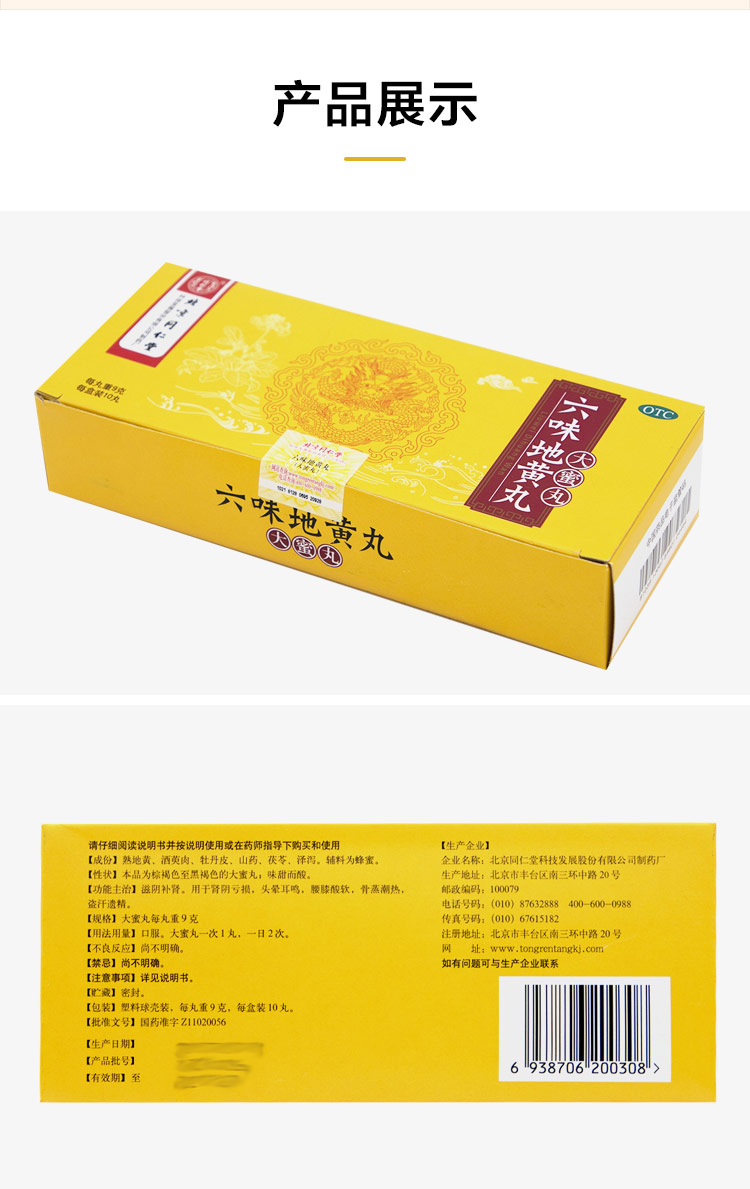 产品展示
北京同仁堂
每丸重9克
每盒装10丸
OTC
六味地黄丸
大蜜丸
北京同仁堂
六味地黄丸
(大蜜丸)
六味地黄丸
大蜜丸
请仔细阅读说明书并按说明使用或在药师指导下购买和使用
【成份】熟地黄、酒萸肉、牡丹皮、山药、茯苓、泽泻。辅料为蜂蜜。
【性状】本品为棕褐色至黑褐色的大蜜丸；味甜而酸。
【功能主治】滋阴补肾。用于肾阴亏损，头晕耳鸣，腰膝酸软，骨蒸潮热，
盗汗遗精。
【规格】大蜜丸每丸重9克
【用法用量】口服。大蜜丸一次1丸，一日2次。
【不良反应】尚不明确。
【禁忌】尚不明确。
【注意事项】详见说明书。
【贮藏】密封。
【包装】塑料球壳装，每丸重9克，每盒装10丸。
【批准文号】国药准字Z11020056
【生产日期】
【产品批号】
【有效期】至
【生产企业】
企业名称：北京同仁堂科技发展股份有限公司制药厂
生产地址：北京市丰台区南三环中路20号
邮政编码：100079
电话号码：(010) 87632888 400-600-0988
传真号码：(010) 67615182
注册地址：北京市丰台区南三环中路20号
网 址：www.tongrentangkj.com
如有问题可与生产企业联系
6 938706 200308 >